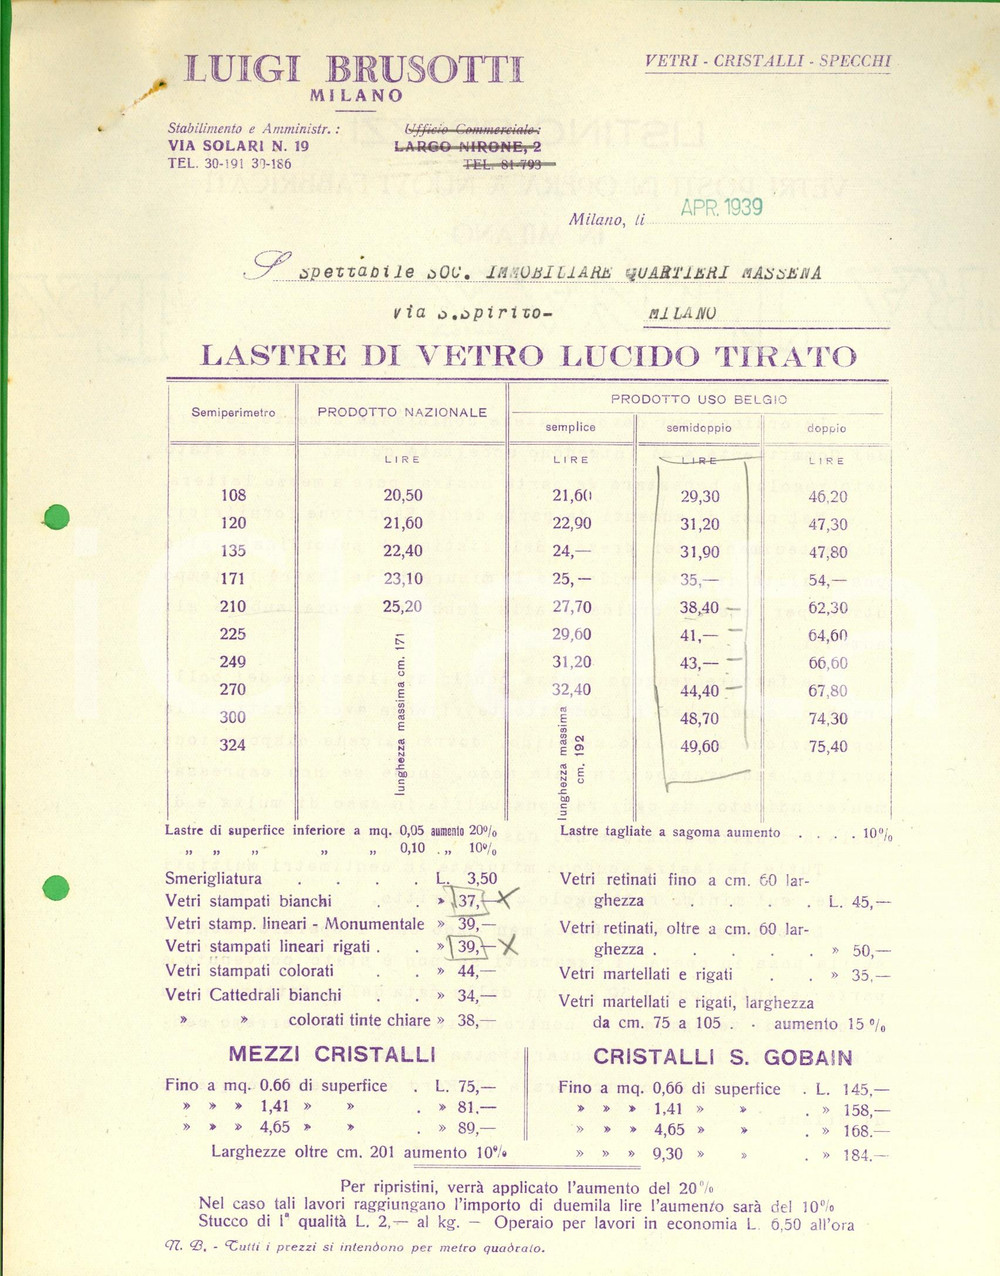 LUIGI BRUSOTTI
MILANO
VETRI - CRISTALLI - SPECCHI
Stabilimento e Amministr. :
VIA SOLARI N. 19
TEL. 30-191 30-186
Ufficio Commerciale:
LARGO NIRONE, 2
TEL. 81-793
Milano, li APR. 1939
Spettabile SOC. IMMOBILIARE QUARTIERI MASSENA
via S.Spirito-
MILANO
LASTRE DI VETRO LUCIDO TIRATO
Semiperimetro PRODOTTO NAZIONALE PRODOTTO USO BELGIO
semplice semidoppio doppio
LIRE LIRE LIRE LIRE
108 20,50 21,60 29,30 46,20
120 21,60 22,90 31,20 47,30
135 22,40 24,— 31,90 47,80
171 23,10 25,— 35,— 54,—
210 25,20 27,70 38,40 62,30
225 29,60 41,— 64,60
249 31,20 43,— 66,60
270 32,40 44,40 67,80
300 48,70 74,30
324 49,60 75,40
lunghezza massima cm. 171
lunghezza massima cm. 192
Lastre di superfice inferiore a mq. 0,05 aumento 20%
„ „ „ „ „ 0,10 „ 10%
Lastre tagliate a sagoma aumento . . . . 10%
Smerigliatura . . . . L. 3,50
Vetri stampati bianchi . . » 37,—
Vetri stamp. lineari - Monumentale » 39,—
Vetri stampati lineari rigati . . » 39,—
Vetri stampati colorati . . » 44,—
Vetri Cattedrali bianchi . . » 34,—
» » colorati tinte chiare » 38,—
Vetri retinati fino a cm. 60 lar-
ghezza . . . . . L. 45,—
Vetri retinati, oltre a cm. 60 lar-
ghezza . . . . . » 50,—
Vetri martellati e rigati . . » 35,—
Vetri martellati e rigati, larghezza
da cm. 75 a 105 . . aumento 15 %
MEZZI CRISTALLI
Fino a mq. 0.66 di superfice . L. 75,—
» » » 1,41 » » . » 81.—
» » » 4,65 » » . » 89,—
Larghezze oltre cm. 201 aumento 10%
CRISTALLI S. GOBAIN
Fino a mq. 0,66 di superfice . L. 145,—
» » » 1,41 » » . » 158,—
» » » 4,65 » » . » 168.—
» » » 9,30 » » . » 184.—
Per ripristini, verrà applicato l'aumento del 20%
Nel caso tali lavori raggiungano l'importo di duemila lire l'aumento sarà del 10%
Stucco di 1ª qualità L. 2,— al kg. — Operaio per lavori in economia L. 6,50 all'ora
N. B. - Tutti i prezzi si intendono per metro quadrato.